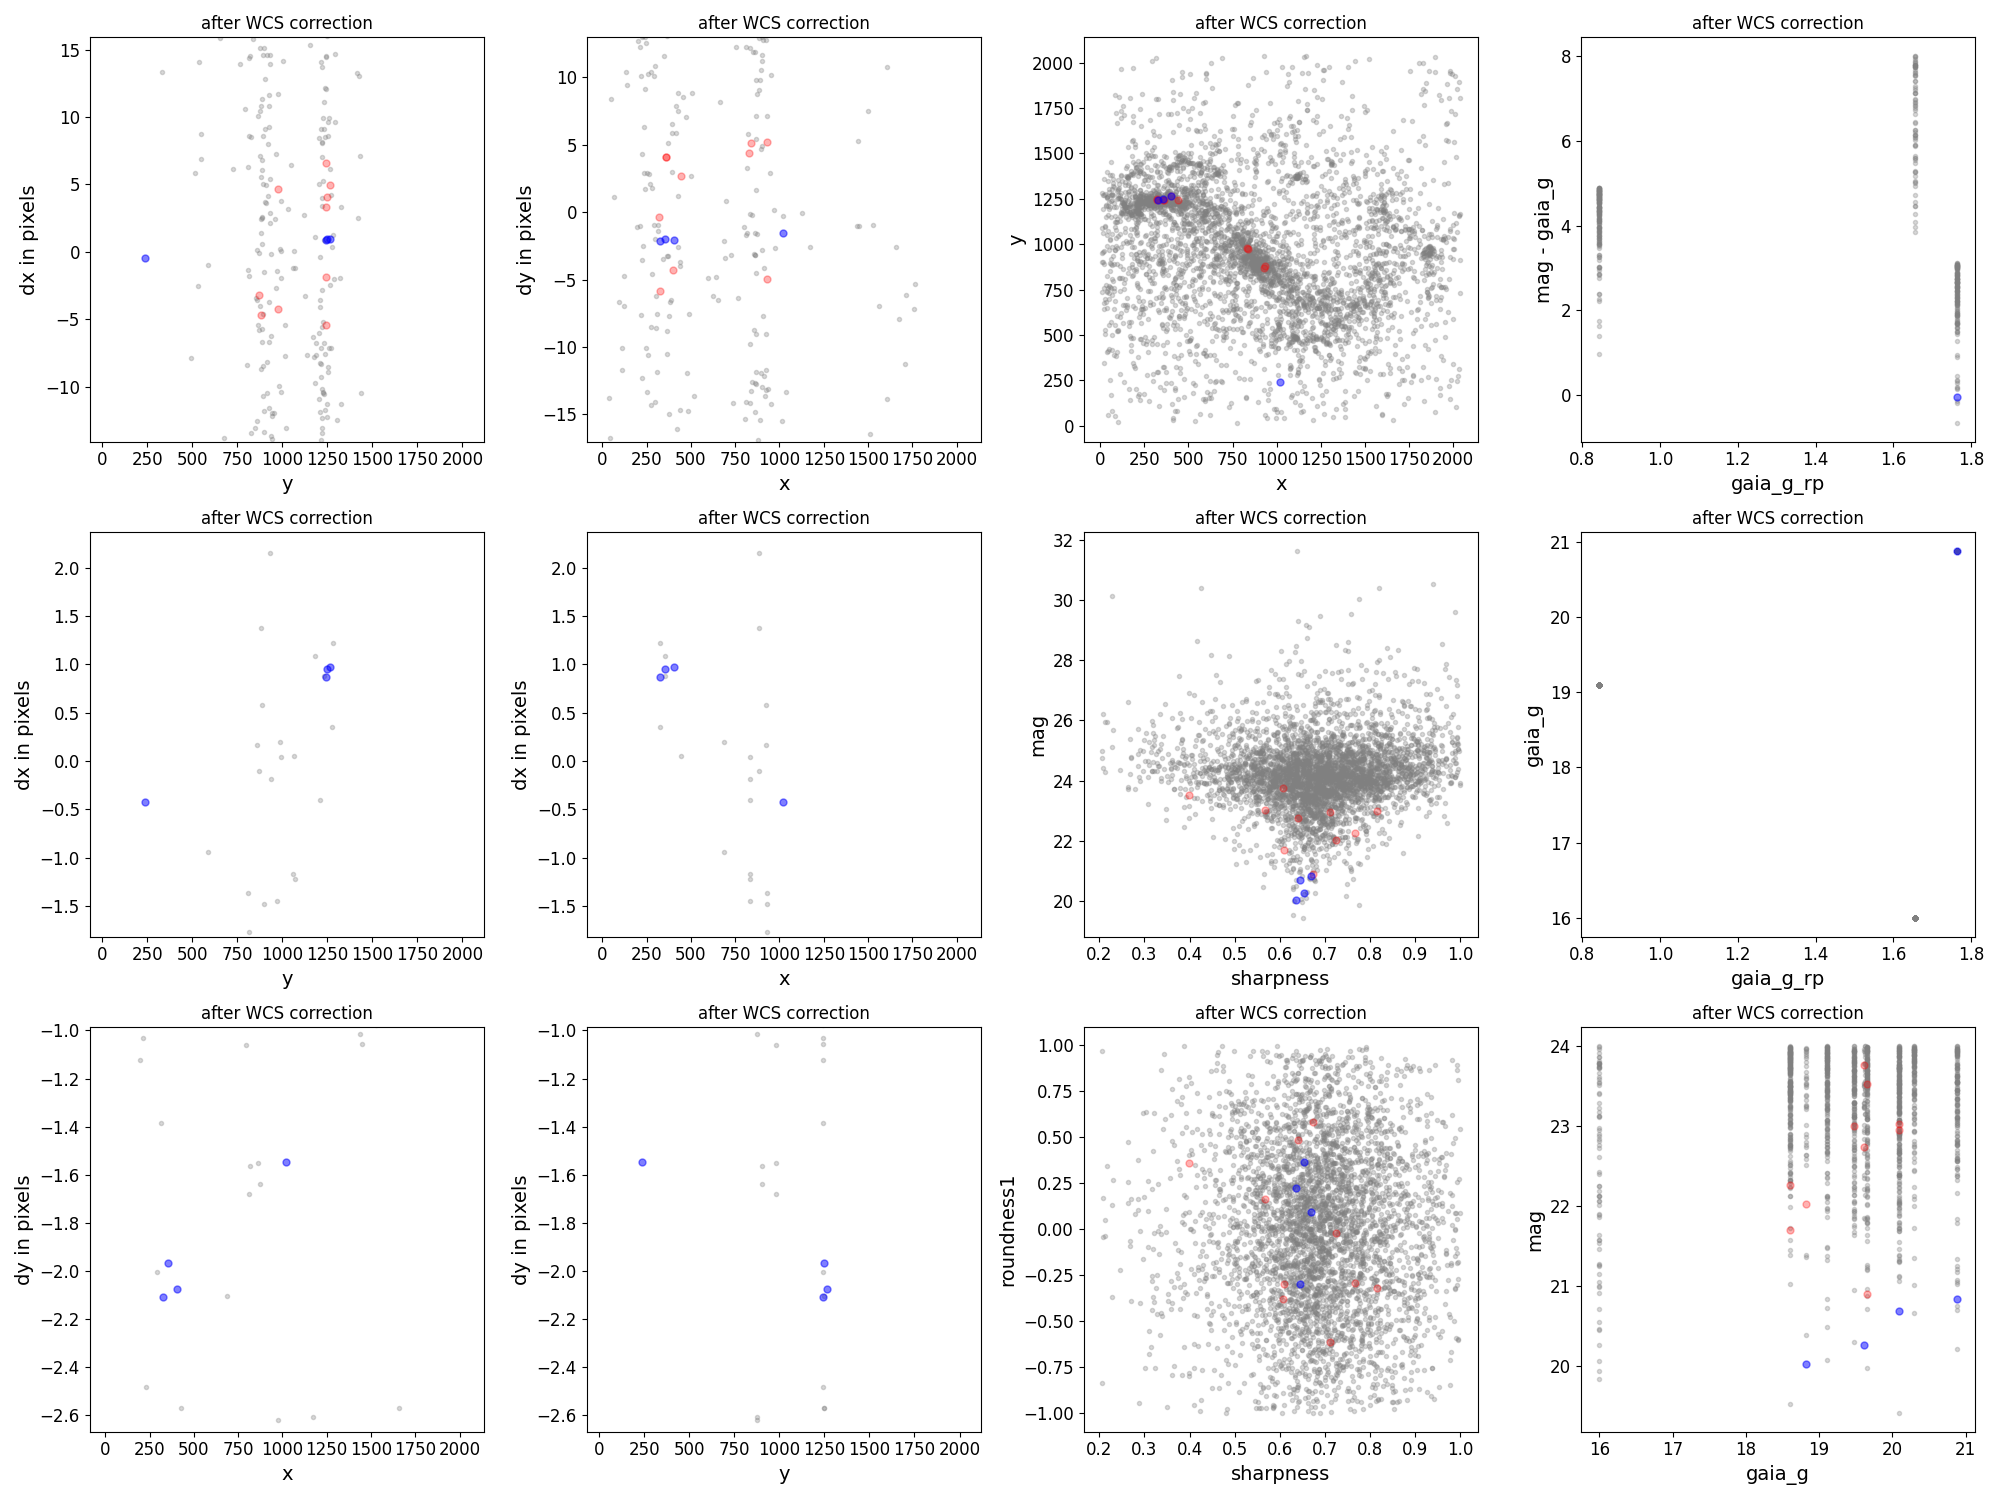 after WCS correction after WCS correction after WCS correction after WCS correction
15 10 5 0 −5 −10
dx in pixels
0 250 500 750 1000 1250 1500 1750 2000
y
10 5 0 −5 −10 −15
dy in pixels
0 250 500 750 1000 1250 1500 1750 2000
x
2000 1750 1500 1250 1000 750 500 250 0
y
0 250 500 750 1000 1250 1500 1750 2000
x
8 6 4 2 0
mag - gaia_g
0.8 1.0 1.2 1.4 1.6 1.8
gaia_g_rp
after WCS correction after WCS correction after WCS correction after WCS correction
2.0 1.5 1.0 0.5 0.0 −0.5 −1.0 −1.5
dx in pixels
0 250 500 750 1000 1250 1500 1750 2000
y
2.0 1.5 1.0 0.5 0.0 −0.5 −1.0 −1.5
dx in pixels
0 250 500 750 1000 1250 1500 1750 2000
x
32 30 28 26 24 22 20
mag
0.2 0.3 0.4 0.5 0.6 0.7 0.8 0.9 1.0
sharpness
21 20 19 18 17 16
gaia_g
0.8 1.0 1.2 1.4 1.6 1.8
gaia_g_rp
after WCS correction after WCS correction after WCS correction after WCS correction
−1.0 −1.2 −1.4 −1.6 −1.8 −2.0 −2.2 −2.4 −2.6
dy in pixels
0 250 500 750 1000 1250 1500 1750 2000
x
−1.0 −1.2 −1.4 −1.6 −1.8 −2.0 −2.2 −2.4 −2.6
dy in pixels
0 250 500 750 1000 1250 1500 1750 2000
y
1.00 0.75 0.50 0.25 0.00 −0.25 −0.50 −0.75 −1.00
roundness1
0.2 0.3 0.4 0.5 0.6 0.7 0.8 0.9 1.0
sharpness
24 23 22 21 20
mag
16 17 18 19 20 21
gaia_g